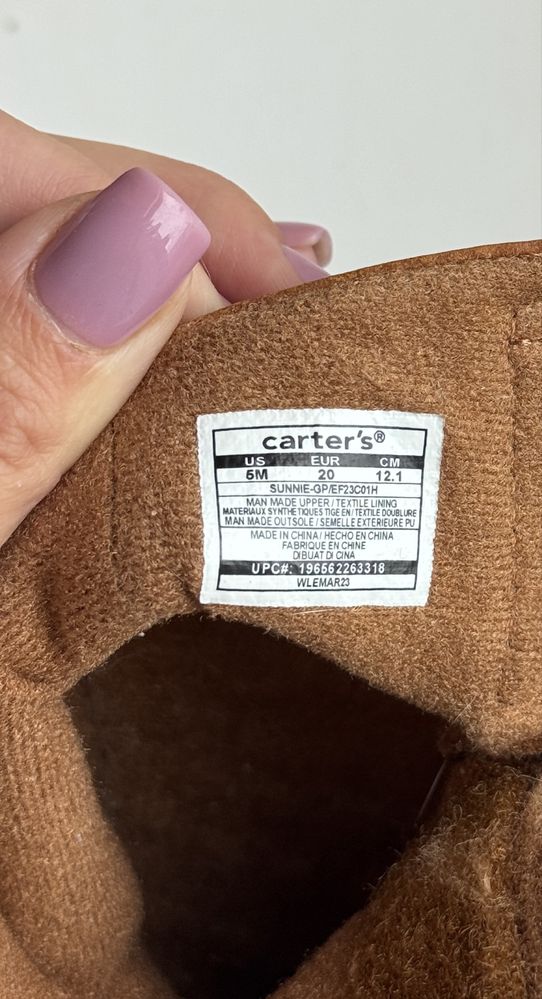 carter's®
US EUR CM
5M 20 12.1
SUNNIE-GP/EF23C01H
MAN MADE UPPER / TEXTILE LINING
MATERIAUX SYNTHETIQUES TIGE EN / TEXTILE DOUBLURE
MAN MADE OUTSOLE / SEMELLE EXTERIEURE PU
MADE IN CHINA / HECHO EN CHINA
FABRIQUE EN CHINE
DIBUAT DI CINA
UPC#: 196562263318
WLEMAR23